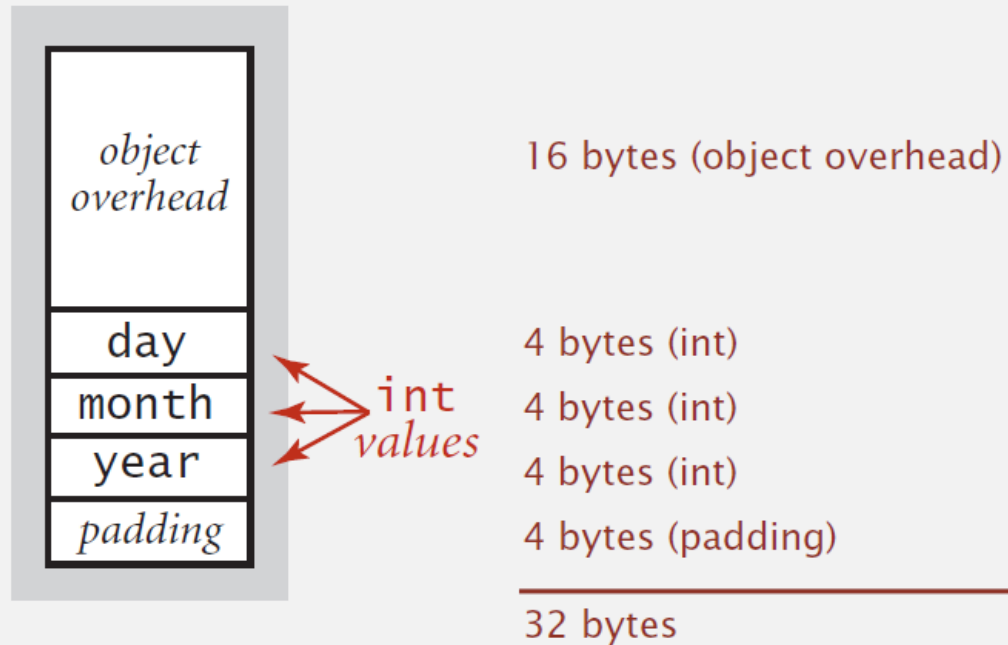 object
overhead
16 bytes (object overhead)
day
4 bytes (int)
month
int
values
4 bytes (int)
year
4 bytes (int)
padding
4 bytes (padding)
32 bytes